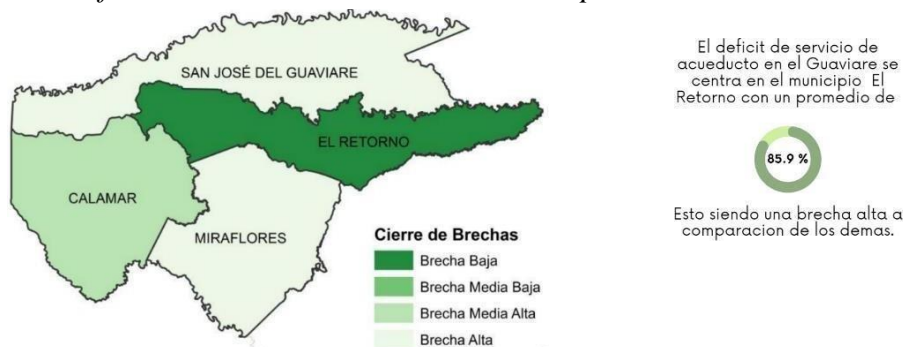 SAN JOSÉ DEL GUAVIARE
EL RETORNO
CALAMAR
MIRAFLORES
Cierre de Brechas
Brecha Baja
Brecha Media Baja
Brecha Media Alta
Brecha Alta
El deficit de servicio de
acueducto en el Guaviare se
centra en el municipio El
Retorno con un promedio de
85.9 %
Esto siendo una brecha alta a
comparacion de los demas.